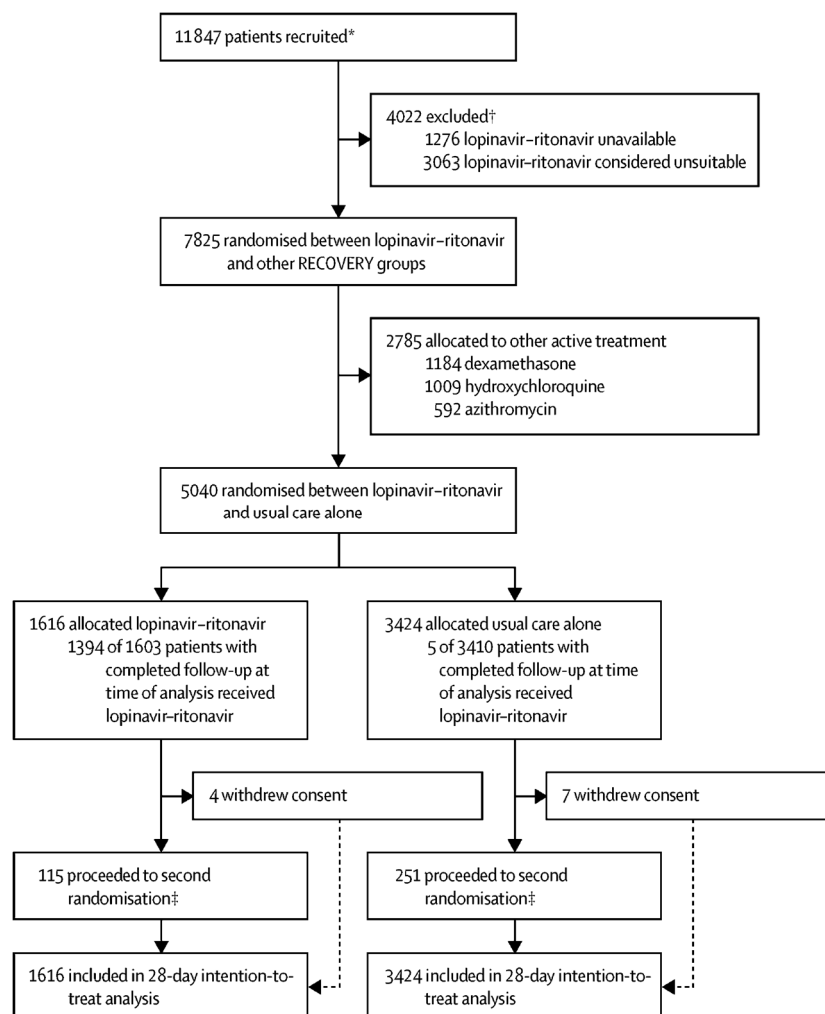 11847 patients recruited*
4022 excluded†
1276 lopinavir–ritonavir unavailable
3063 lopinavir–ritonavir considered unsuitable
7825 randomised between lopinavir–ritonavir
and other RECOVERY groups
2785 allocated to other active treatment
1184 dexamethasone
1009 hydroxychloroquine
592 azithromycin
5040 randomised between lopinavir–ritonavir
and usual care alone
1616 allocated lopinavir–ritonavir
1394 of 1603 patients with
completed follow-up at
time of analysis received
lopinavir–ritonavir
3424 allocated usual care alone
5 of 3410 patients with
completed follow-up at time
of analysis received
lopinavir–ritonavir
4 withdrew consent
7 withdrew consent
115 proceeded to second
randomisation‡
251 proceeded to second
randomisation‡
1616 included in 28-day intention-to-
treat analysis
3424 included in 28-day intention-to-
treat analysis